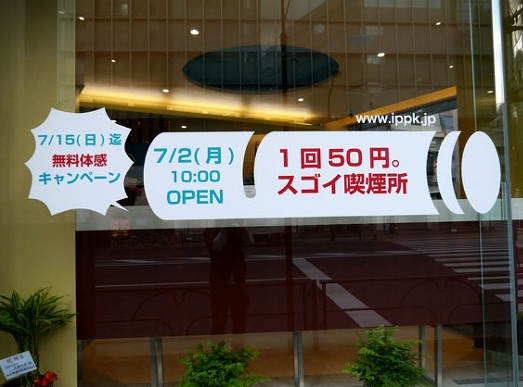 www.ippk.jp
7/15(日)迄
無料体感
キャンペーン
7/2(月)
10:00
OPEN
1回50円。
スゴイ喫煙所